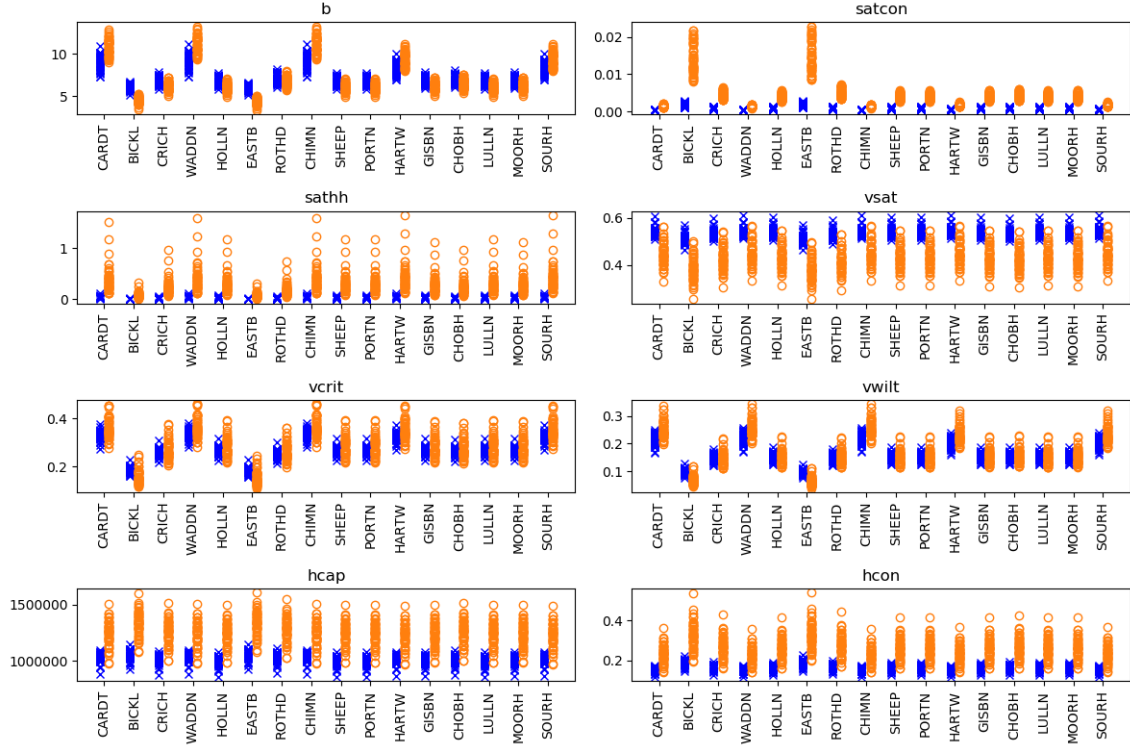 b
10
5
CARDT
BICKL
CRICH
WADDN
HOLLN
EASTB
ROTHD
CHIMN
SHEEP
PORTN
HARTW
GISBN
CHOBH
LULLN
MOORH
SOURH
satcon
0.02
0.01
0.00
CARDT
BICKL
CRICH
WADDN
HOLLN
EASTB
ROTHD
CHIMN
SHEEP
PORTN
HARTW
GISBN
CHOBH
LULLN
MOORH
SOURH
sathh
1
0
CARDT
BICKL
CRICH
WADDN
HOLLN
EASTB
ROTHD
CHIMN
SHEEP
PORTN
HARTW
GISBN
CHOBH
LULLN
MOORH
SOURH
vsat
0.6
0.4
CARDT
BICKL
CRICH
WADDN
HOLLN
EASTB
ROTHD
CHIMN
SHEEP
PORTN
HARTW
GISBN
CHOBH
LULLN
MOORH
SOURH
vcrit
0.4
0.2
CARDT
BICKL
CRICH
WADDN
HOLLN
EASTB
ROTHD
CHIMN
SHEEP
PORTN
HARTW
GISBN
CHOBH
LULLN
MOORH
SOURH
vwilt
0.3
0.2
0.1
CARDT
BICKL
CRICH
WADDN
HOLLN
EASTB
ROTHD
CHIMN
SHEEP
PORTN
HARTW
GISBN
CHOBH
LULLN
MOORH
SOURH
hcap
1500000
1000000
CARDT
BICKL
CRICH
WADDN
HOLLN
EASTB
ROTHD
CHIMN
SHEEP
PORTN
HARTW
GISBN
CHOBH
LULLN
MOORH
SOURH
hcon
0.4
0.2
CARDT
BICKL
CRICH
WADDN
HOLLN
EASTB
ROTHD
CHIMN
SHEEP
PORTN
HARTW
GISBN
CHOBH
LULLN
MOORH
SOURH